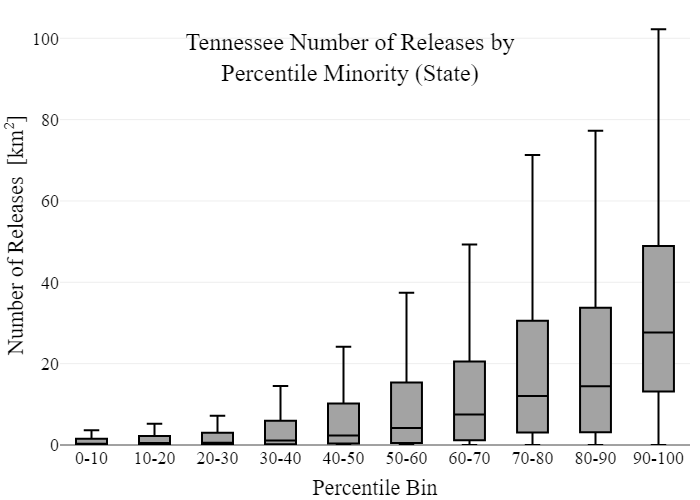 Tennessee Number of Releases by
Percentile Minority (State)
Number of Releases [km²]
100
80
60
40
20
0
0-10 10-20 20-30 30-40 40-50 50-60 60-70 70-80 80-90 90-100
Percentile Bin